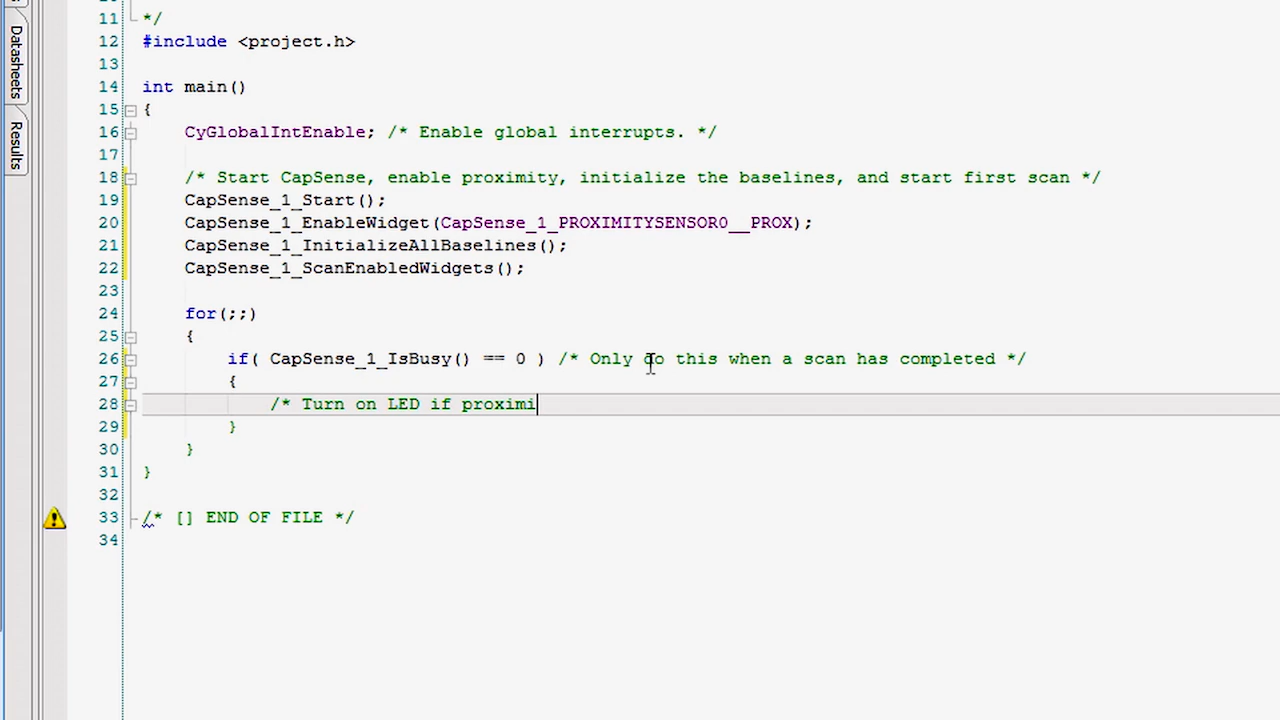 Datasheets
Results
11 */
12 #include <project.h>
13
14 int main()
15 {
16 CyGlobalIntEnable; /* Enable global interrupts. */
17
18 /* Start CapSense, enable proximity, initialize the baselines, and start first scan */
19 CapSense_1_Start();
20 CapSense_1_EnableWidget(CapSense_1_PROXIMITYSENSOR0__PROX);
21 CapSense_1_InitializeAllBaselines();
22 CapSense_1_ScanEnabledWidgets();
23
24 for(;;)
25 {
26 if( CapSense_1_IsBusy() == 0 ) /* Only do this when a scan has completed */
27 {
28 /* Turn on LED if proximi
29 }
30 }
31 }
32
33 /* [] END OF FILE */
34